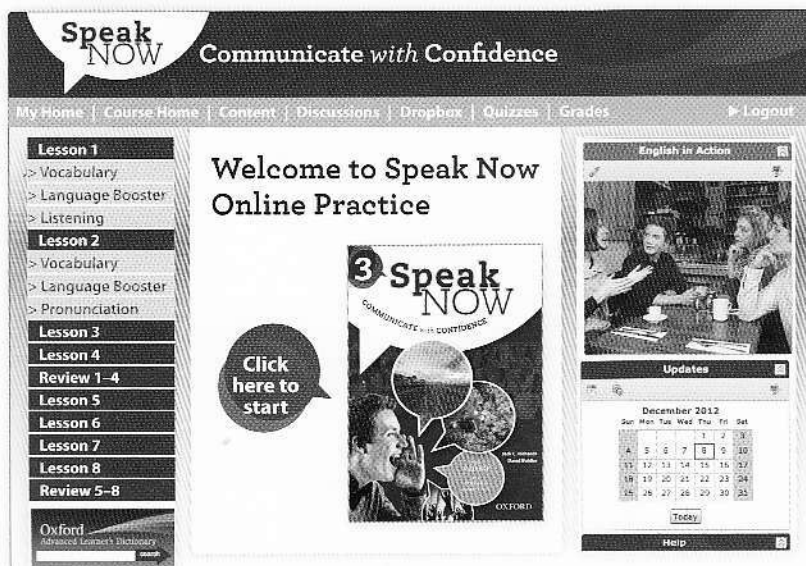 Speak
NOW
Communicate with Confidence
My Home | Course Home | Content | Discussions | Dropbox | Quizzes | Grades
▶ Logout
Lesson 1
> Vocabulary
> Language Booster
> Listening
Lesson 2
> Vocabulary
> Language Booster
> Pronunciation
Lesson 3
Lesson 4
Review 1–4
Lesson 5
Lesson 6
Lesson 7
Lesson 8
Review 5–8
Oxford
Advanced Learner's Dictionary
search
Welcome to Speak Now
Online Practice
Click
here to
start
3 Speak
NOW
COMMUNICATE with CONFIDENCE
OXFORD
English in Action
Updates
December 2012
Sun Mon Tue Wed Thu Fri Sat
1 2 3
4 5 6 7 8 9 10
11 12 13 14 15 16 17
18 19 20 21 22 23 24
25 26 27 28 29 30 31
Today
Help